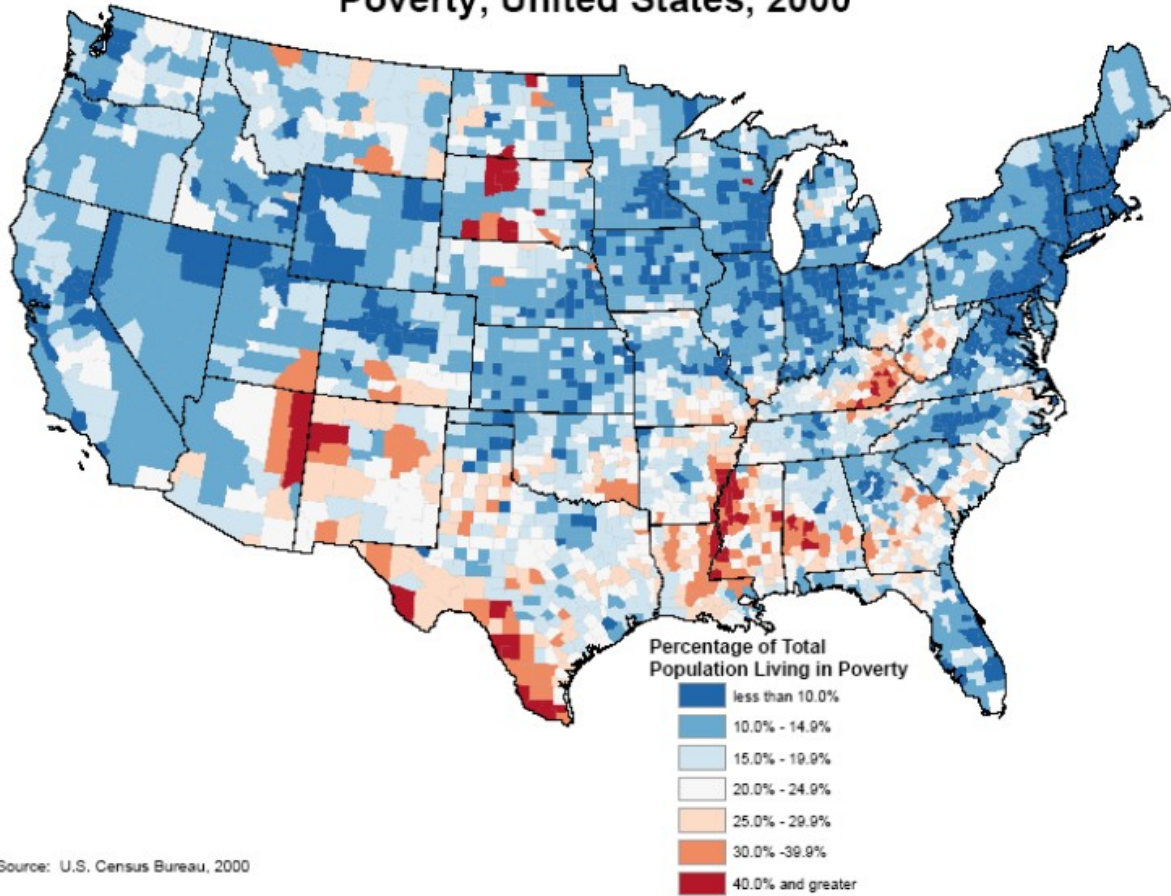 Poverty, United States, 2000
Percentage of Total
Population Living in Poverty
less than 10.0%
10.0% - 14.9%
15.0% - 19.9%
20.0% - 24.9%
25.0% - 29.9%
30.0% -39.9%
40.0% and greater
Source: U.S. Census Bureau, 2000